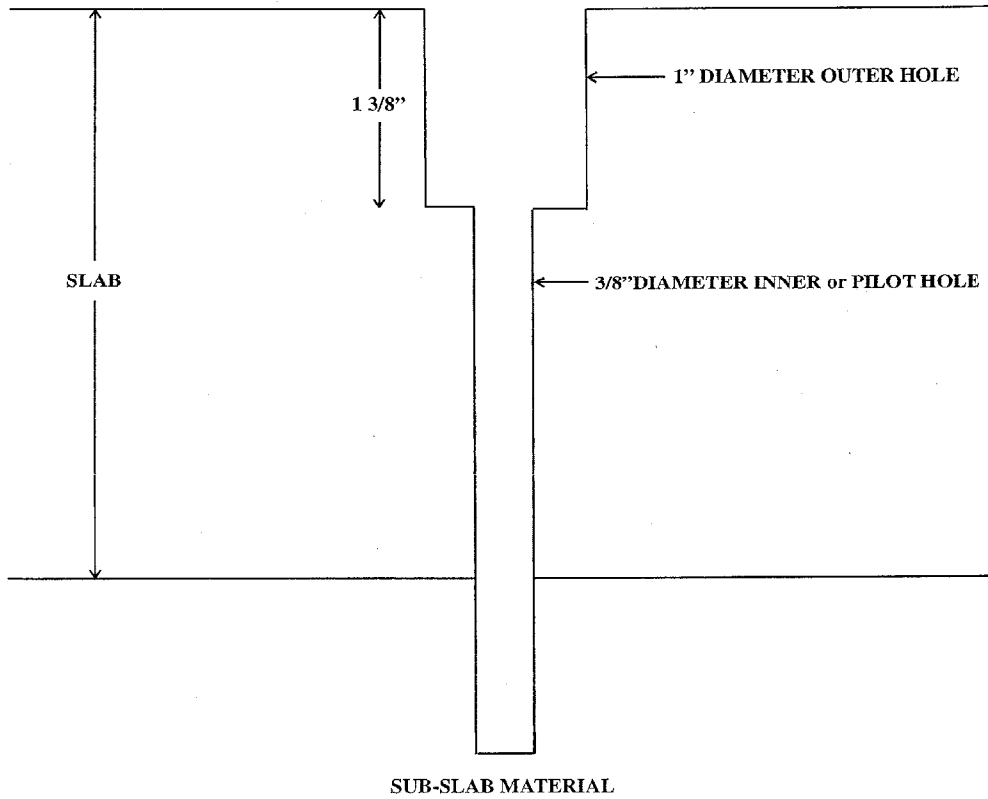 1” DIAMETER OUTER HOLE
1 3/8”
SLAB
3/8”DIAMETER INNER or PILOT HOLE
SUB-SLAB MATERIAL